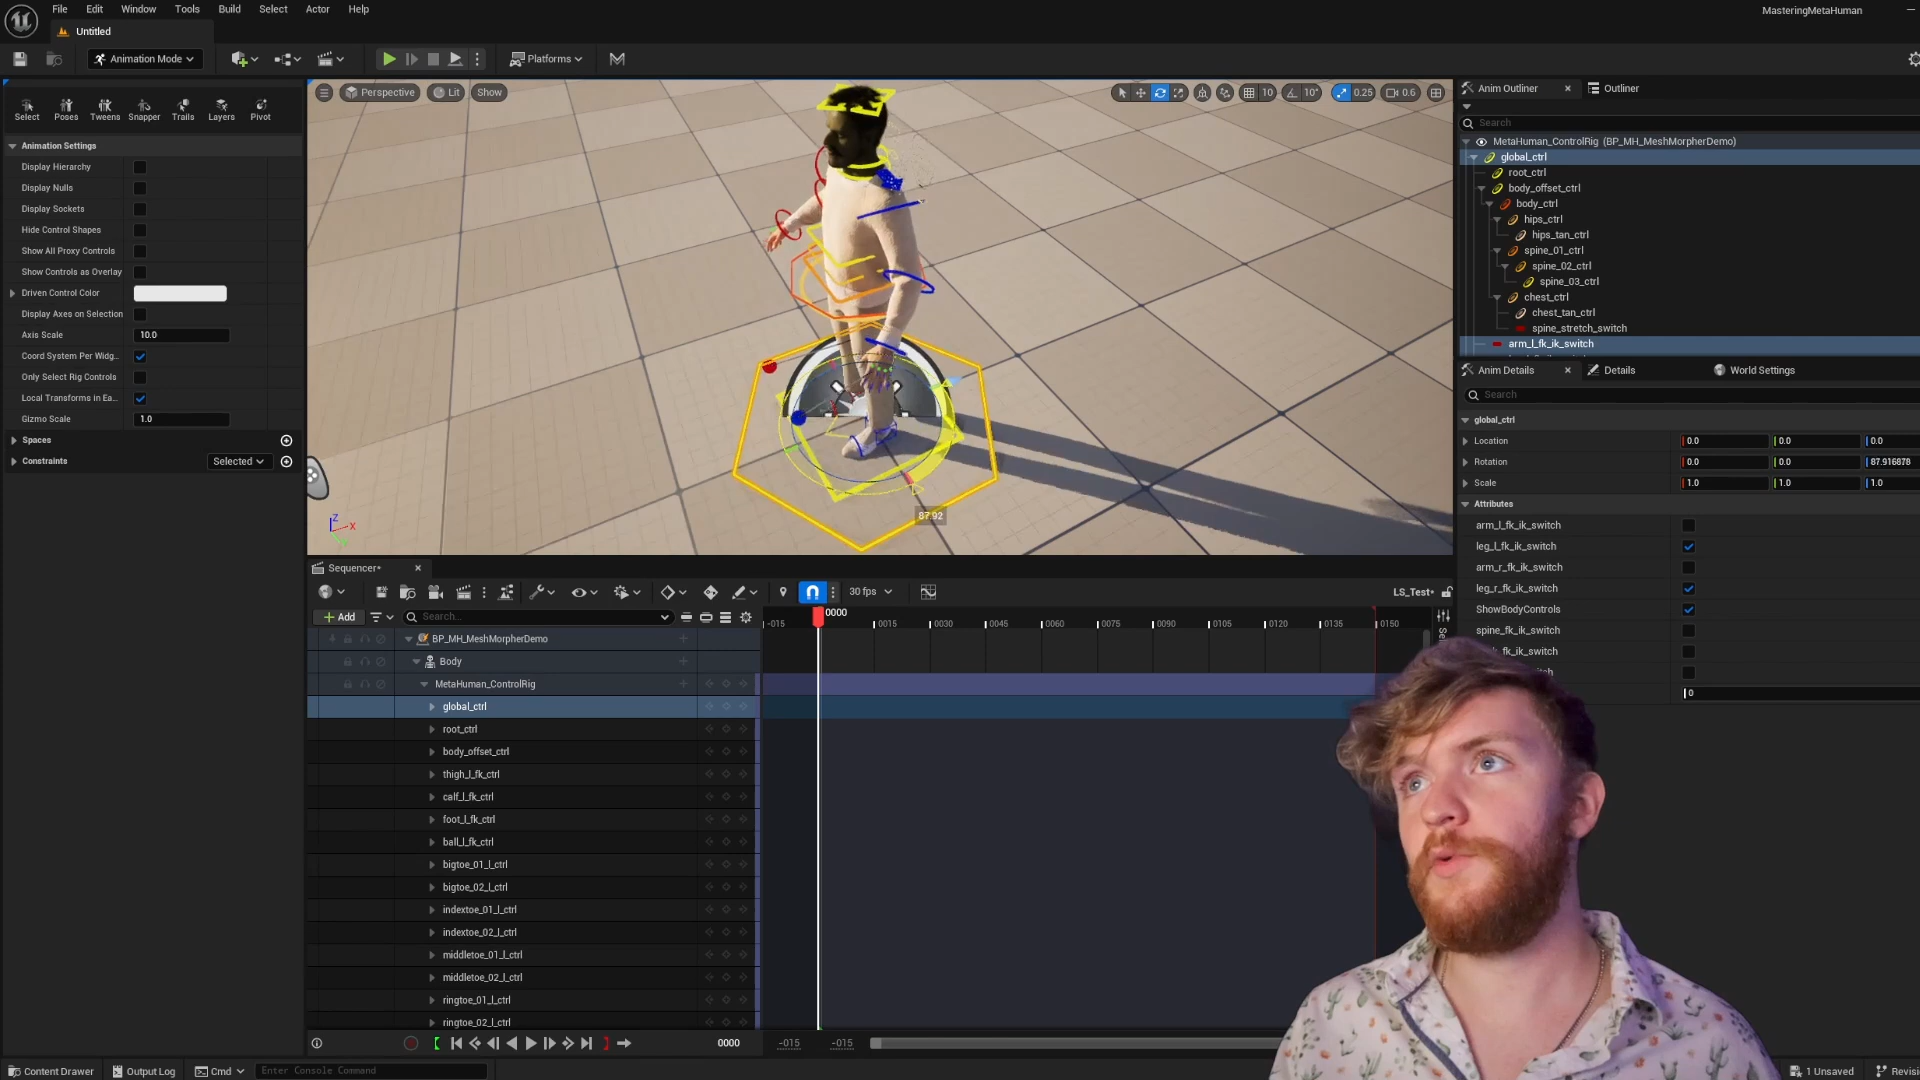 File Edit Window Tools Build Select Actor Help
MasteringMetaHuman
Untitled
Animation Mode
Platforms
Select Poses Tweens Snapper Trails Layers Pivot
Animation Settings
Display Hierarchy
Display Nulls
Display Sockets
Hide Control Shapes
Show All Proxy Controls
Show Controls as Overlay
Driven Control Color
Display Axes on Selection
Axis Scale 10.0
Coord System Per Widg...
Only Select Rig Controls
Local Transforms in Ea...
Gizmo Scale 1.0
Spaces
Constraints Selected
Perspective Lit Show
10 10° 0.25 0.6
87.92
Z
X
Anim Outliner Outliner
Search
MetaHuman_ControlRig (BP_MH_MeshMorpherDemo)
global_ctrl
root_ctrl
body_offset_ctrl
body_ctrl
hips_ctrl
hips_tan_ctrl
spine_01_ctrl
spine_02_ctrl
spine_03_ctrl
chest_ctrl
chest_tan_ctrl
spine_stretch_switch
arm_l_fk_ik_switch
Anim Details Details World Settings
Search
global_ctrl
Location 0.0 0.0 0.0
Rotation 0.0 0.0 87.916878
Scale 1.0 1.0 1.0
Attributes
arm_l_fk_ik_switch
leg_l_fk_ik_switch
arm_r_fk_ik_switch
leg_r_fk_ik_switch
ShowBodyControls
spine_fk_ik_switch
fk_ik_switch
0
Sequencer*
30 fps
LS_Test*
Add Search... 0000
-015 0015 0030 0045 0060 0075 0090 0105 0120 0135 0150
BP_MH_MeshMorpherDemo
Body
MetaHuman_ControlRig
global_ctrl
root_ctrl
body_offset_ctrl
thigh_l_fk_ctrl
calf_l_fk_ctrl
foot_l_fk_ctrl
ball_l_fk_ctrl
bigtoe_01_l_ctrl
bigtoe_02_l_ctrl
indextoe_01_l_ctrl
indextoe_02_l_ctrl
middletoe_01_l_ctrl
middletoe_02_l_ctrl
ringtoe_01_l_ctrl
ringtoe_02_l_ctrl
0000 -015 -015
Content Drawer Output Log Cmd Enter Console Command
1 Unsaved Revisi